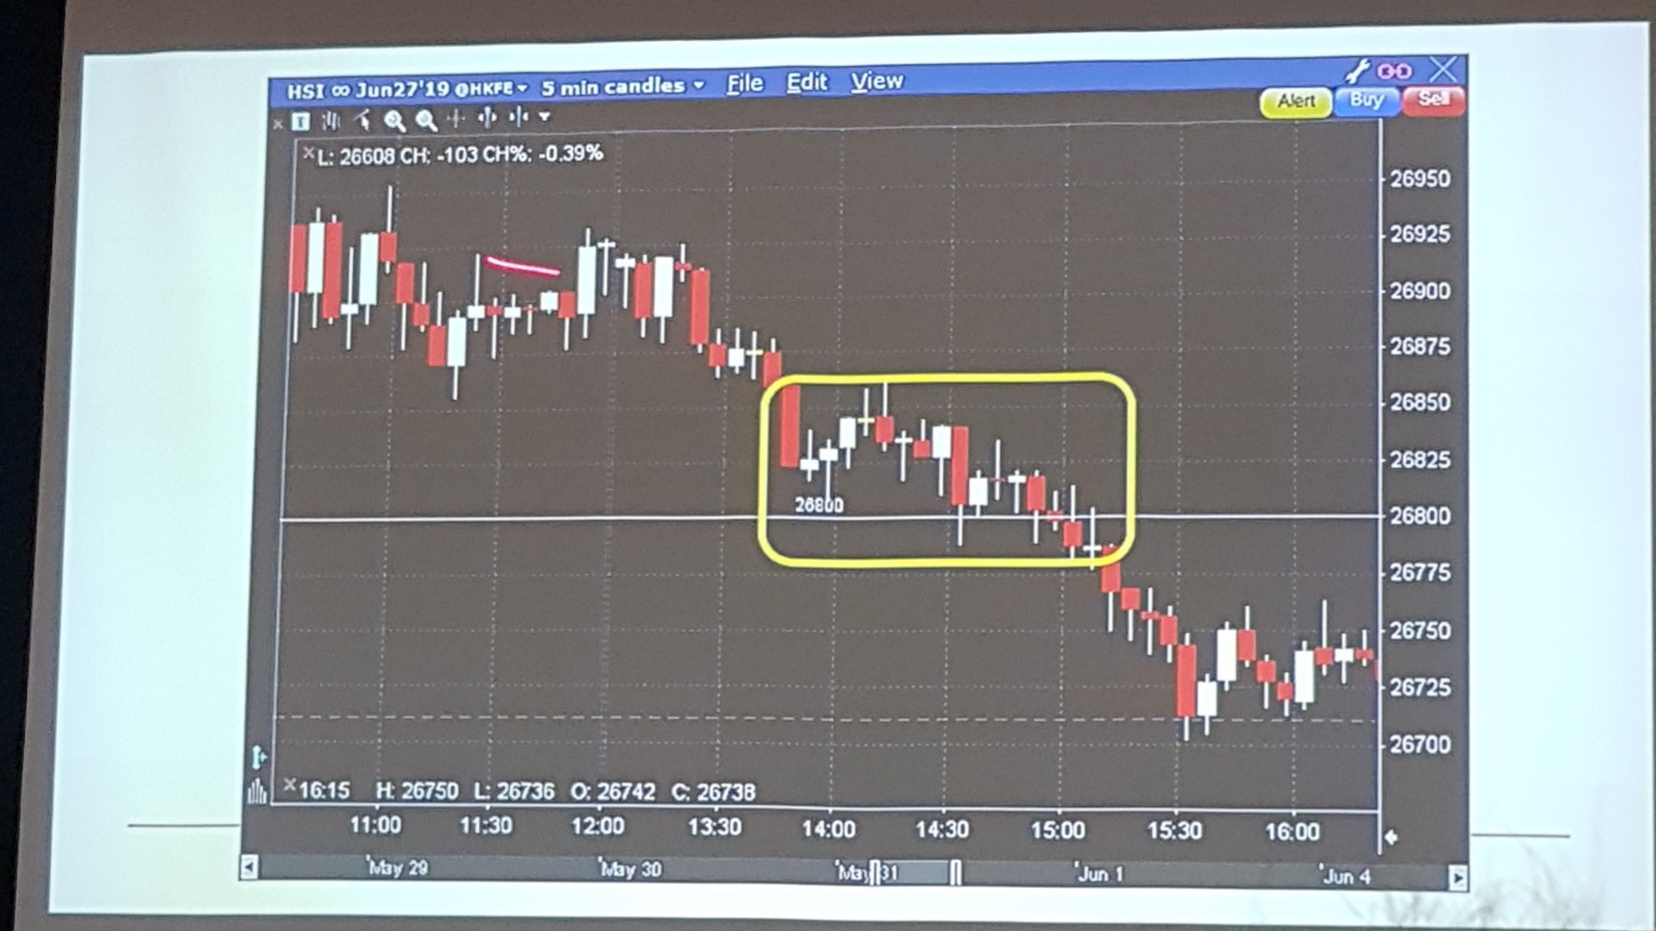 HSI ∞ Jun27'19 @HKFE 5 min candles File Edit View
Alert Buy Sell
L: 26608 CH: -103 CH%: -0.39%
26950
26925
26900
26875
26850
26825
26800
26800
26775
26750
26725
26700
16:15 H: 26750 L: 26736 O: 26742 C: 26738
11:00 11:30 12:00 13:30 14:00 14:30 15:00 15:30 16:00
'May 29 'May 30 'May 31 'Jun 1 'Jun 4